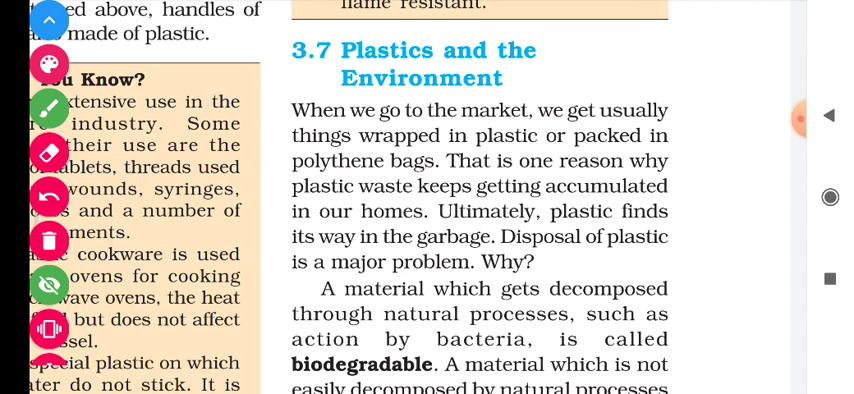 ed above, handles of
made of plastic.
u Know?
xtensive use in the
industry. Some
their use are the
tablets, threads used
wounds, syringes,
and a number of
ments.
cookware is used
ovens for cooking
wave ovens, the heat
but does not affect
ssel.
special plastic on which
ater do not stick. It is
flame resistant.
3.7 Plastics and the
Environment
When we go to the market, we get usually
things wrapped in plastic or packed in
polythene bags. That is one reason why
plastic waste keeps getting accumulated
in our homes. Ultimately, plastic finds
its way in the garbage. Disposal of plastic
is a major problem. Why?
A material which gets decomposed
through natural processes, such as
action by bacteria, is called
biodegradable. A material which is not
easily decomposed by natural processes